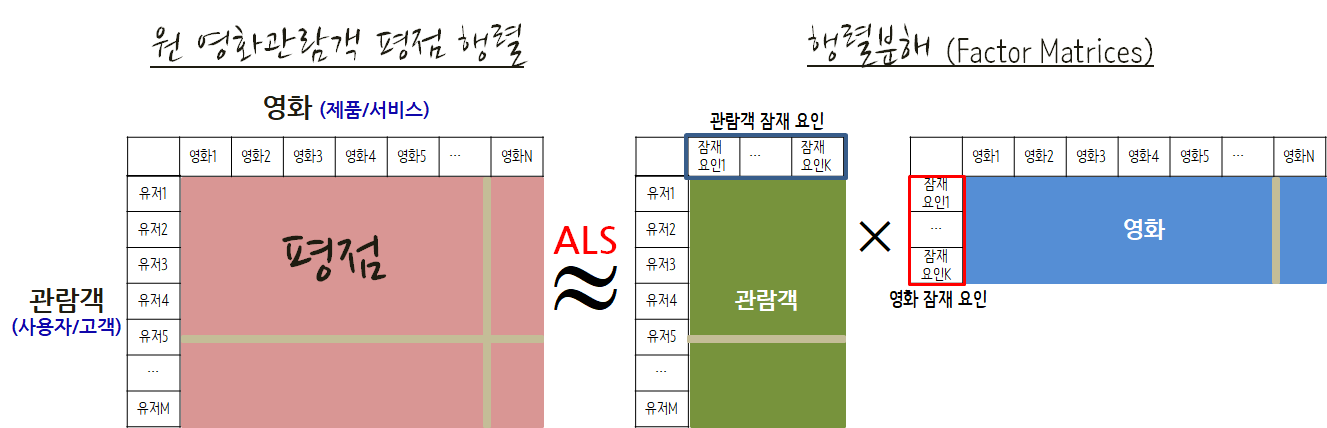 원 영화관람객 평점 행렬
행렬분해 (Factor Matrices)
영화 (제품/서비스)
영화1 영화2 영화3 영화4 영화5 ... 영화N
유저1
유저2
유저3
유저4
유저5
...
유저M
평점
관람객
(사용자/고객)
ALS
≈
관람객 잠재 요인
잠재 ... 잠재
요인1 요인K
유저1
유저2
유저3
유저4
유저5
...
유저M
관람객
×
영화1 영화2 영화3 영화4 영화5 ... 영화N
잠재
요인1
...
잠재
요인K
영화
영화 잠재 요인